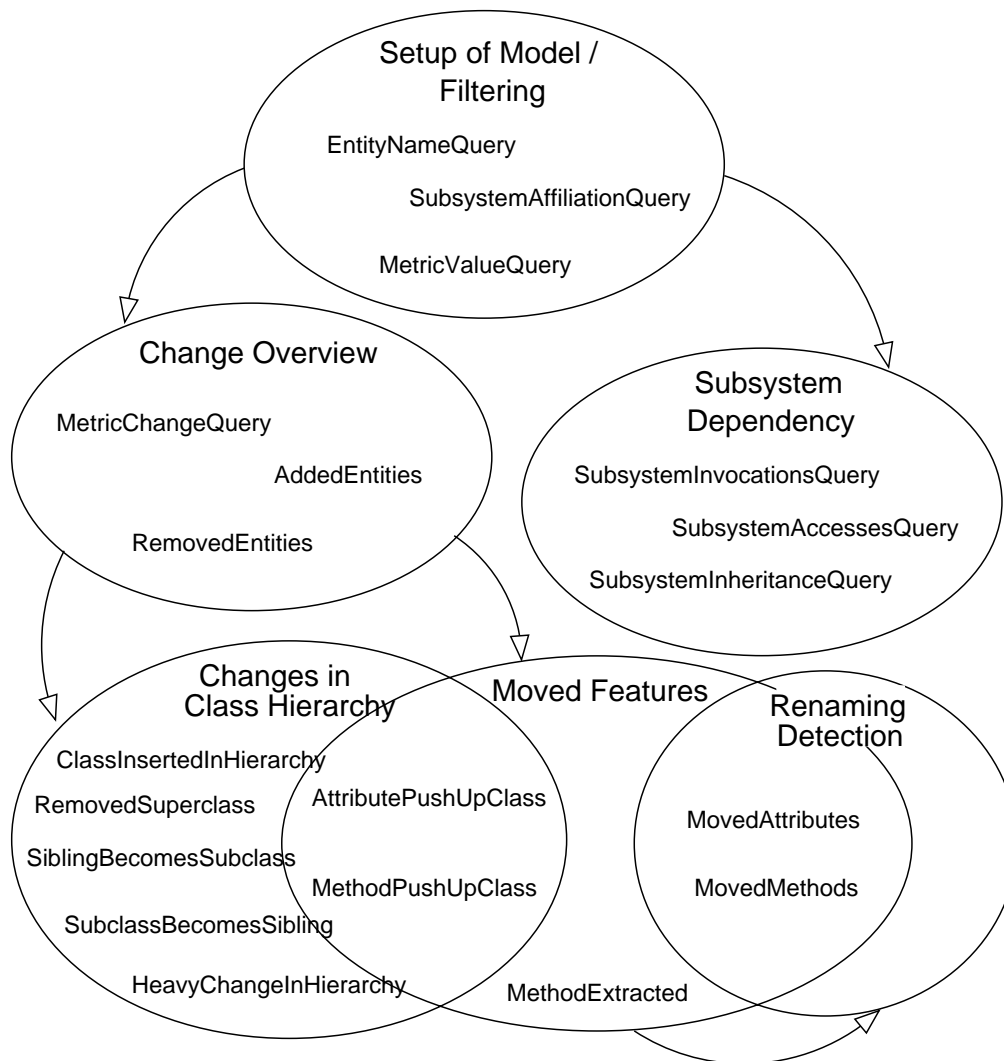 Setup of Model /
Filtering
EntityNameQuery
SubsystemAffiliationQuery
MetricValueQuery
Change Overview
MetricChangeQuery
AddedEntities
RemovedEntities
Subsystem
Dependency
SubsystemInvocationsQuery
SubsystemAccessesQuery
SubsystemInheritanceQuery
Changes in
Class Hierarchy
ClassInsertedInHierarchy
RemovedSuperclass
SiblingBecomesSubclass
SubclassBecomesSibling
HeavyChangeInHierarchy
Moved Features
AttributePushUpClass
MethodPushUpClass
MethodExtracted
Renaming
Detection
MovedAttributes
MovedMethods